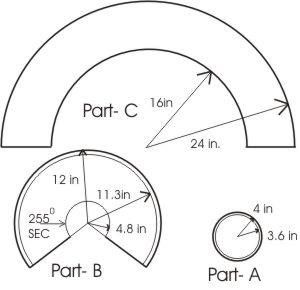 Part- C
16in
24 in.
12 in
11.3in
255⁰
SEC
4.8 in
Part- B
4 in
3.6 in
Part- A